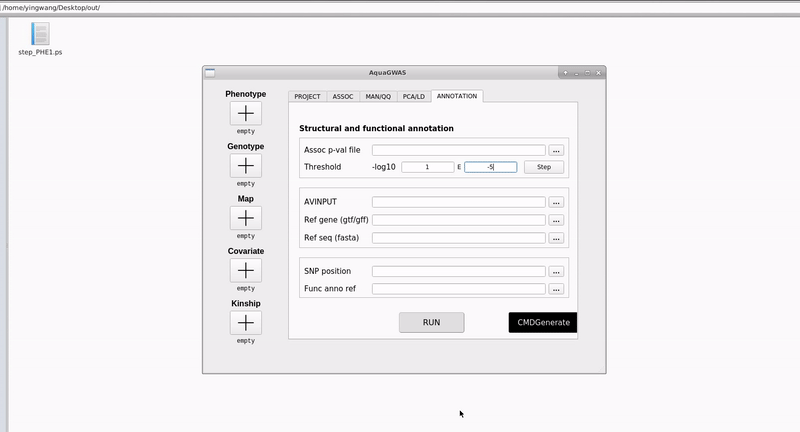 /home/yingwang/Desktop/out/
step_PHE1.ps
AquaGWAS
Phenotype
empty
Genotype
empty
Map
empty
Covariate
empty
Kinship
empty
PROJECT ASSOC MAN/QQ PCA/LD ANNOTATION
Structural and functional annotation
Assoc p-val file ...
Threshold -log10 1 E -5 Step
AVINPUT ...
Ref gene (gtf/gff) ...
Ref seq (fasta) ...
SNP position ...
Func anno ref ...
RUN CMDGenerate